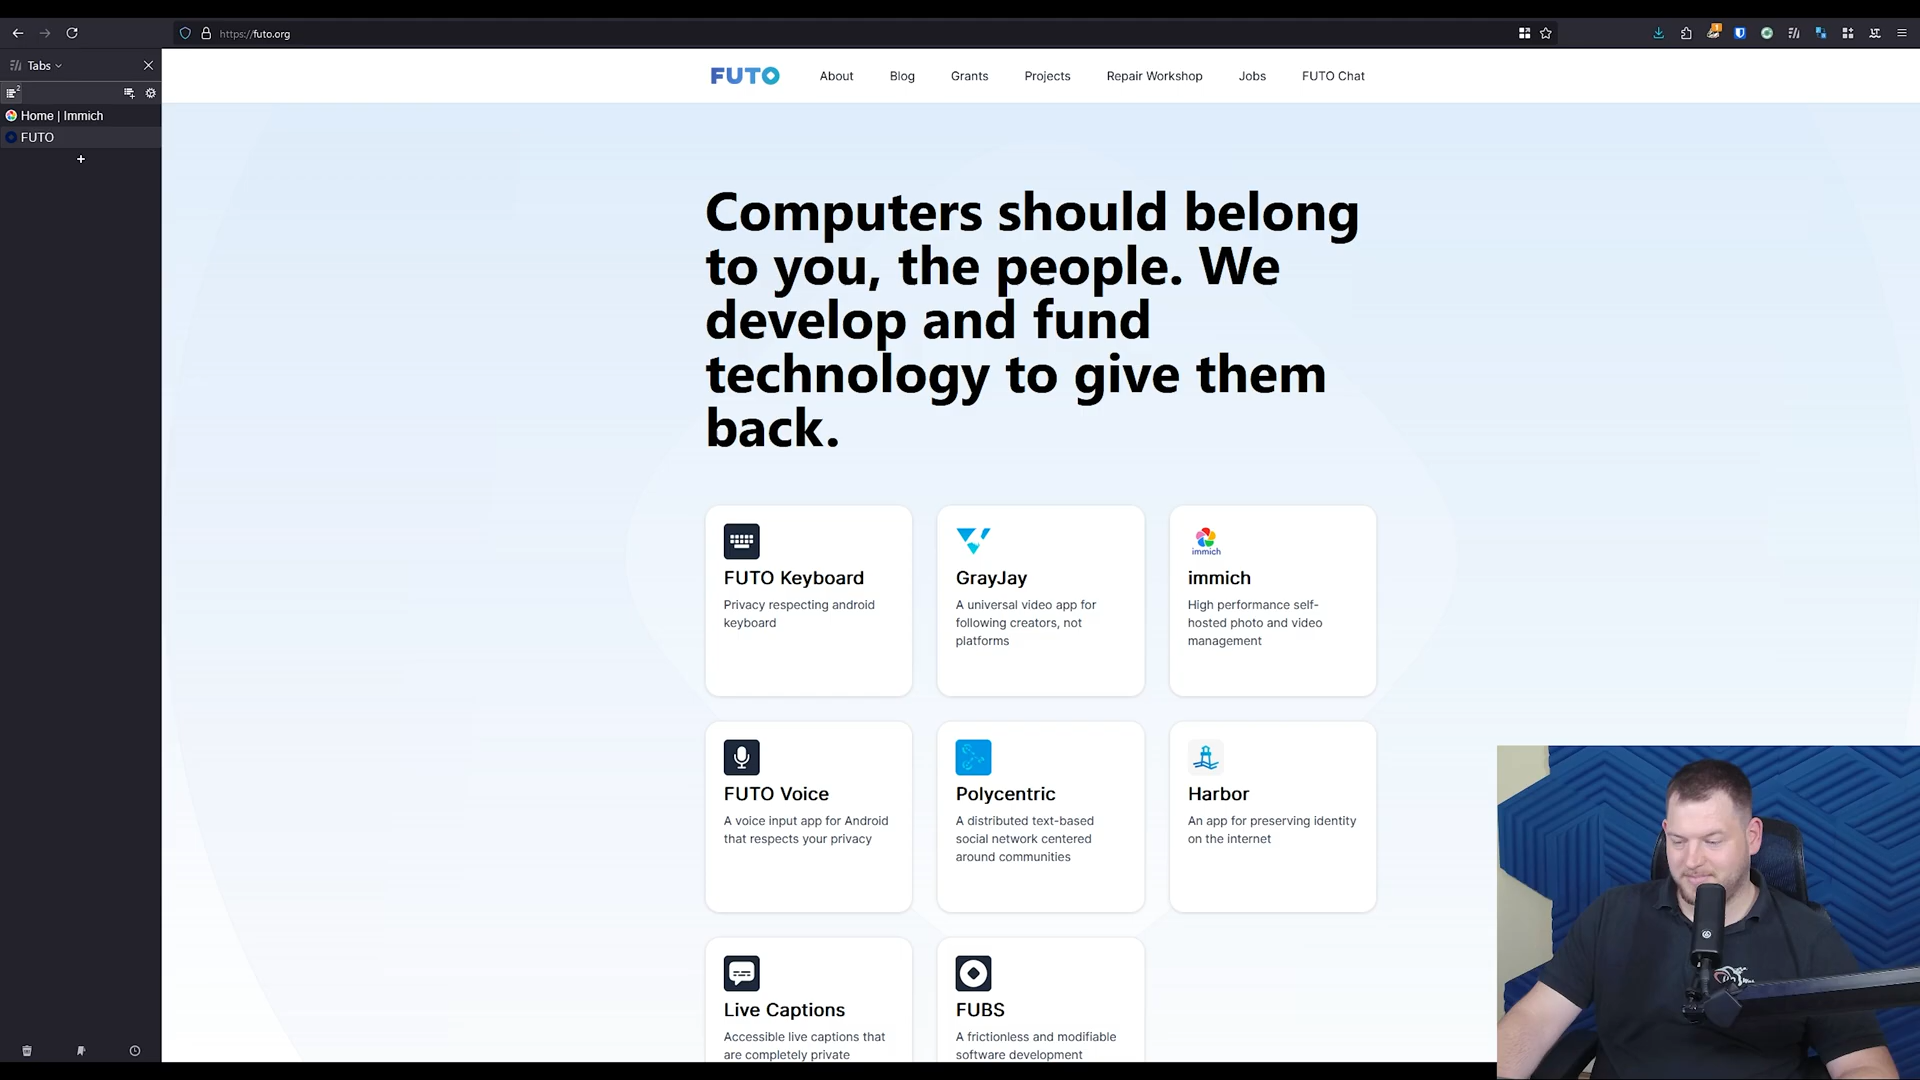 https://futo.org
Tabs
2
Home | Immich
FUTO
FUTO
About
Blog
Grants
Projects
Repair Workshop
Jobs
FUTO Chat
Computers should belong
to you, the people. We
develop and fund
technology to give them
back.
FUTO Keyboard
Privacy respecting android
keyboard
GrayJay
A universal video app for
following creators, not
platforms
immich
immich
High performance self-
hosted photo and video
management
FUTO Voice
A voice input app for Android
that respects your privacy
Polycentric
A distributed text-based
social network centered
around communities
Harbor
An app for preserving identity
on the internet
Live Captions
Accessible live captions that
are completely private
FUBS
A frictionless and modifiable
software development